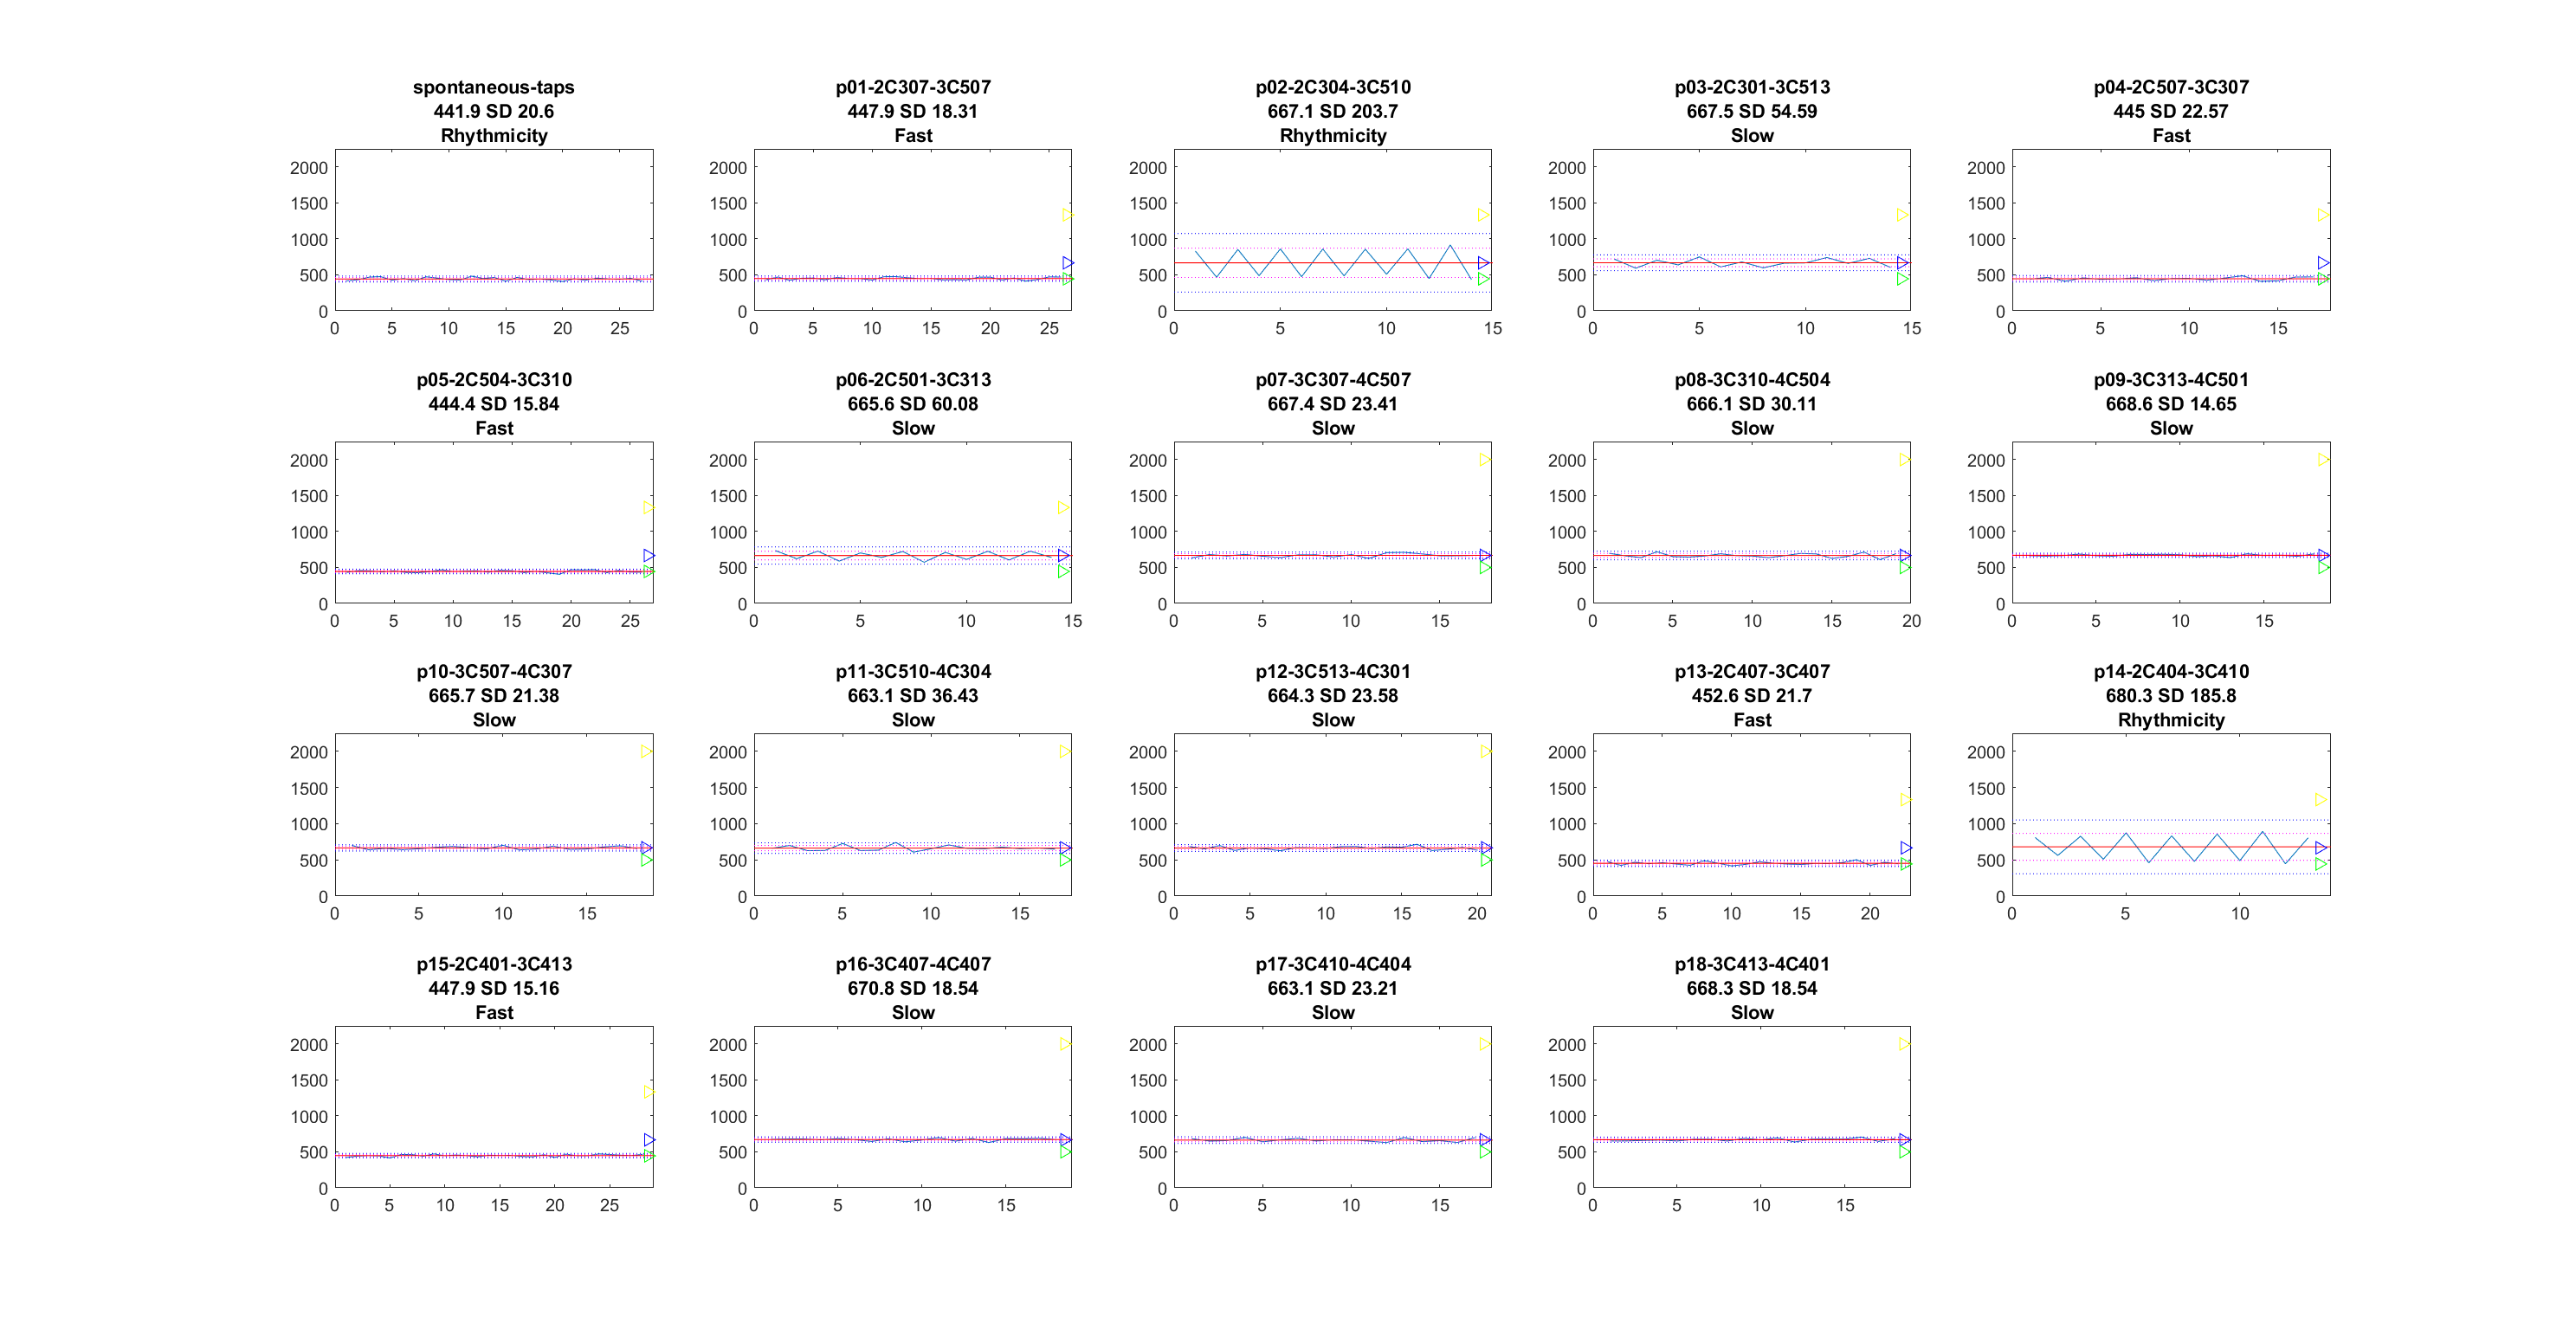 spontaneous-taps
441.9 SD 20.6
Rhythmicity
2000
1500
1000
500
0
0 5 10 15 20 25
p01-2C307-3C507
447.9 SD 18.31
Fast
2000
1500
1000
500
0
0 5 10 15 20 25
p02-2C304-3C510
667.1 SD 203.7
Rhythmicity
2000
1500
1000
500
0
0 5 10 15
p03-2C301-3C513
667.5 SD 54.59
Slow
2000
1500
1000
500
0
0 5 10 15
p04-2C507-3C307
445 SD 22.57
Fast
2000
1500
1000
500
0
0 5 10 15
p05-2C504-3C310
444.4 SD 15.84
Fast
2000
1500
1000
500
0
0 5 10 15 20 25
p06-2C501-3C313
665.6 SD 60.08
Slow
2000
1500
1000
500
0
0 5 10 15
p07-3C307-4C507
667.4 SD 23.41
Slow
2000
1500
1000
500
0
0 5 10 15
p08-3C310-4C504
666.1 SD 30.11
Slow
2000
1500
1000
500
0
0 5 10 15 20
p09-3C313-4C501
668.6 SD 14.65
Slow
2000
1500
1000
500
0
0 5 10 15
p10-3C507-4C307
665.7 SD 21.38
Slow
2000
1500
1000
500
0
0 5 10 15
p11-3C510-4C304
663.1 SD 36.43
Slow
2000
1500
1000
500
0
0 5 10 15
p12-3C513-4C301
664.3 SD 23.58
Slow
2000
1500
1000
500
0
0 5 10 15 20
p13-2C407-3C407
452.6 SD 21.7
Fast
2000
1500
1000
500
0
0 5 10 15 20
p14-2C404-3C410
680.3 SD 185.8
Rhythmicity
2000
1500
1000
500
0
0 5 10
p15-2C401-3C413
447.9 SD 15.16
Fast
2000
1500
1000
500
0
0 5 10 15 20 25
p16-3C407-4C407
670.8 SD 18.54
Slow
2000
1500
1000
500
0
0 5 10 15
p17-3C410-4C404
663.1 SD 23.21
Slow
2000
1500
1000
500
0
0 5 10 15
p18-3C413-4C401
668.3 SD 18.54
Slow
2000
1500
1000
500
0
0 5 10 15